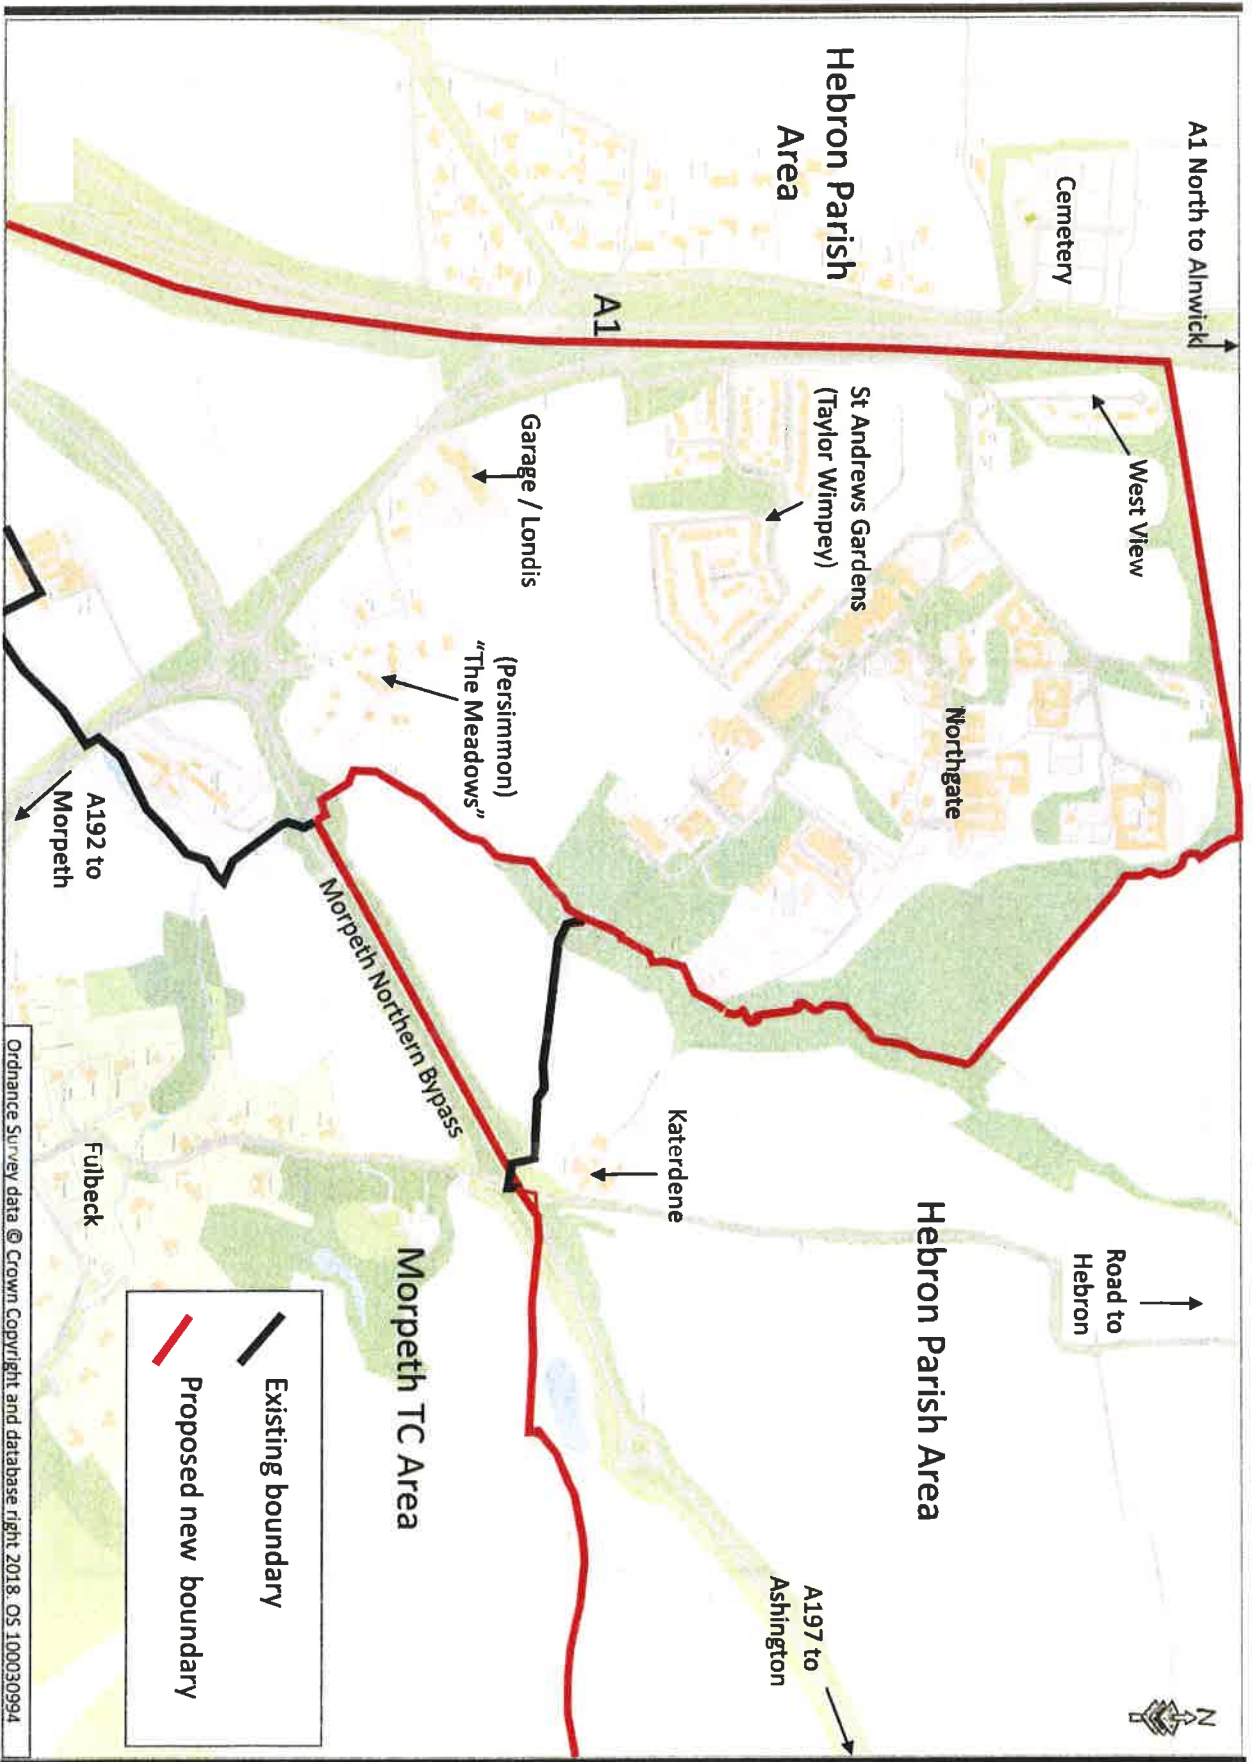 A1 North to Alnwick
Cemetery
Hebron Parish
Area
A1
West View
St Andrews Gardens
(Taylor Wimpey)
Northgate
Garage / Londis
(Persimmon)
"The Meadows"
A192 to
Morpeth
Morpeth Northern Bypass
Katerdene
Fulbeck
Road to
Hebron
Hebron Parish Area
Morpeth TC Area
A197 to
Ashington
N
Existing boundary
Proposed new boundary
Ordnance Survey data © Crown Copyright and database right 2018. OS 100030994